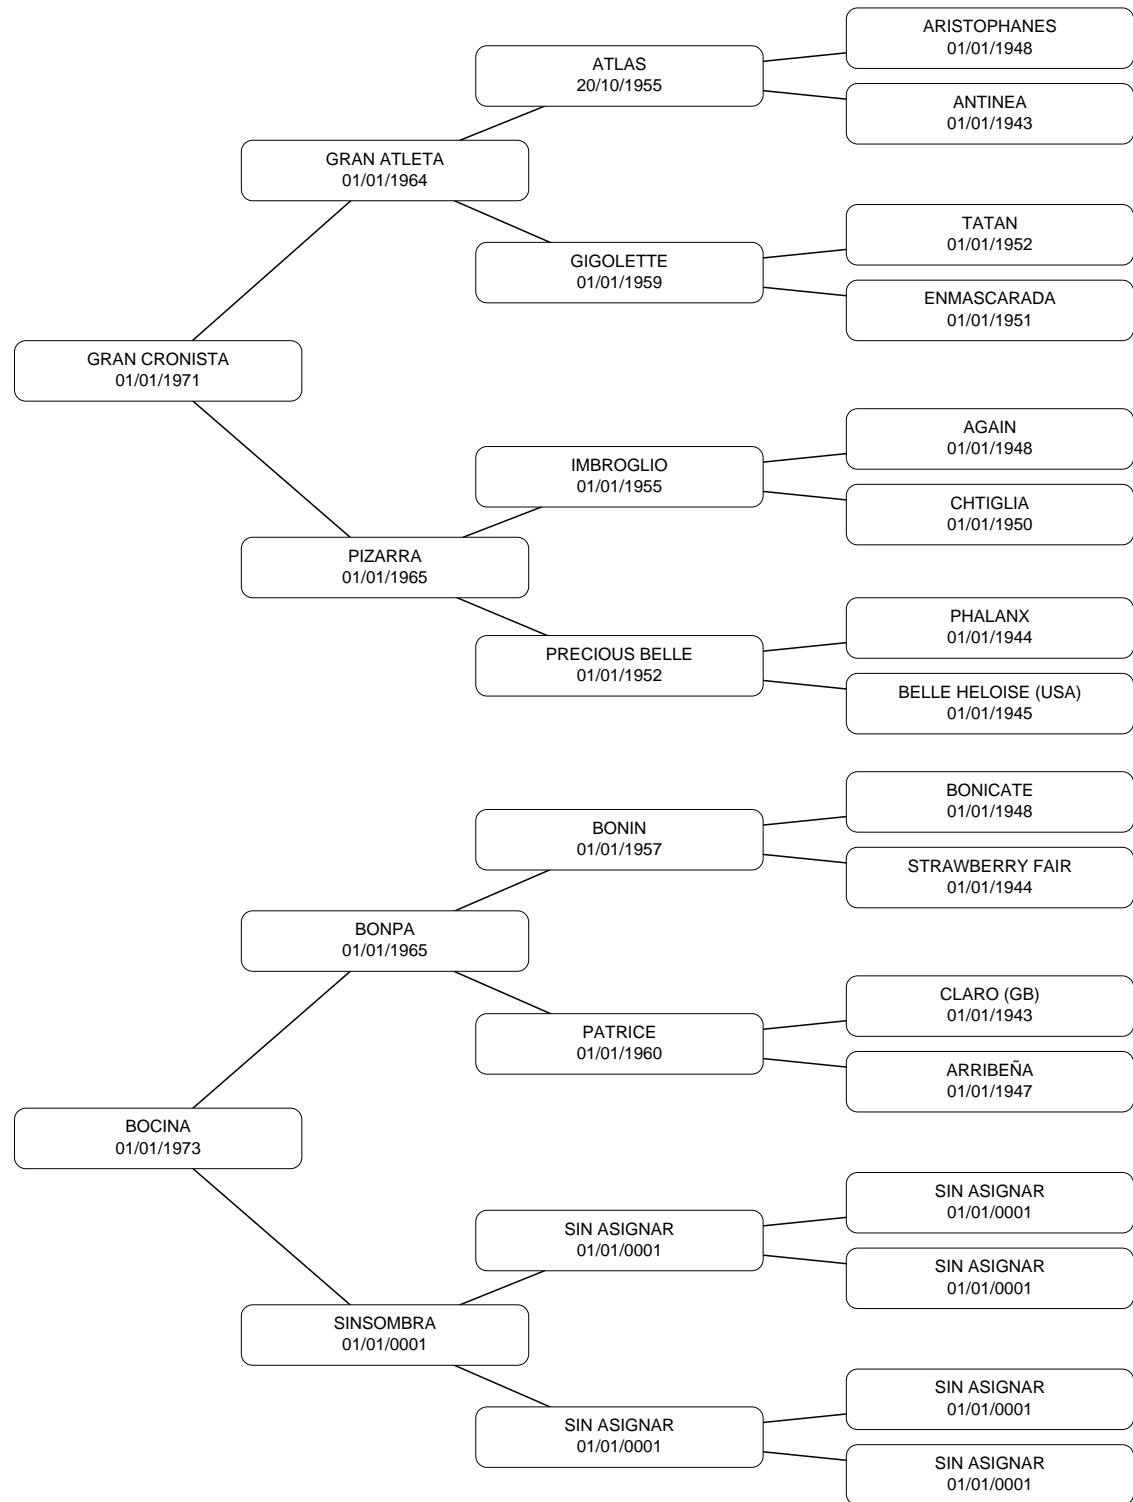 ARISTOPHANES
01/01/1948
ATLAS
20/10/1955
ANTINEA
01/01/1943
GRAN ATLETA
01/01/1964
TATAN
01/01/1952
GIGOLETTE
01/01/1959
ENMASCARADA
01/01/1951
GRAN CRONISTA
01/01/1971
AGAIN
01/01/1948
IMBROGLIO
01/01/1955
CHTIGLIA
01/01/1950
PIZARRA
01/01/1965
PHALANX
01/01/1944
PRECIOUS BELLE
01/01/1952
BELLE HELOISE (USA)
01/01/1945
BONICATE
01/01/1948
BONIN
01/01/1957
STRAWBERRY FAIR
01/01/1944
BONPA
01/01/1965
CLARO (GB)
01/01/1943
PATRICE
01/01/1960
ARRIBEÑA
01/01/1947
BOCINA
01/01/1973
SIN ASIGNAR
01/01/0001
SIN ASIGNAR
01/01/0001
SIN ASIGNAR
01/01/0001
SINSOMBRA
01/01/0001
SIN ASIGNAR
01/01/0001
SIN ASIGNAR
01/01/0001
SIN ASIGNAR
01/01/0001